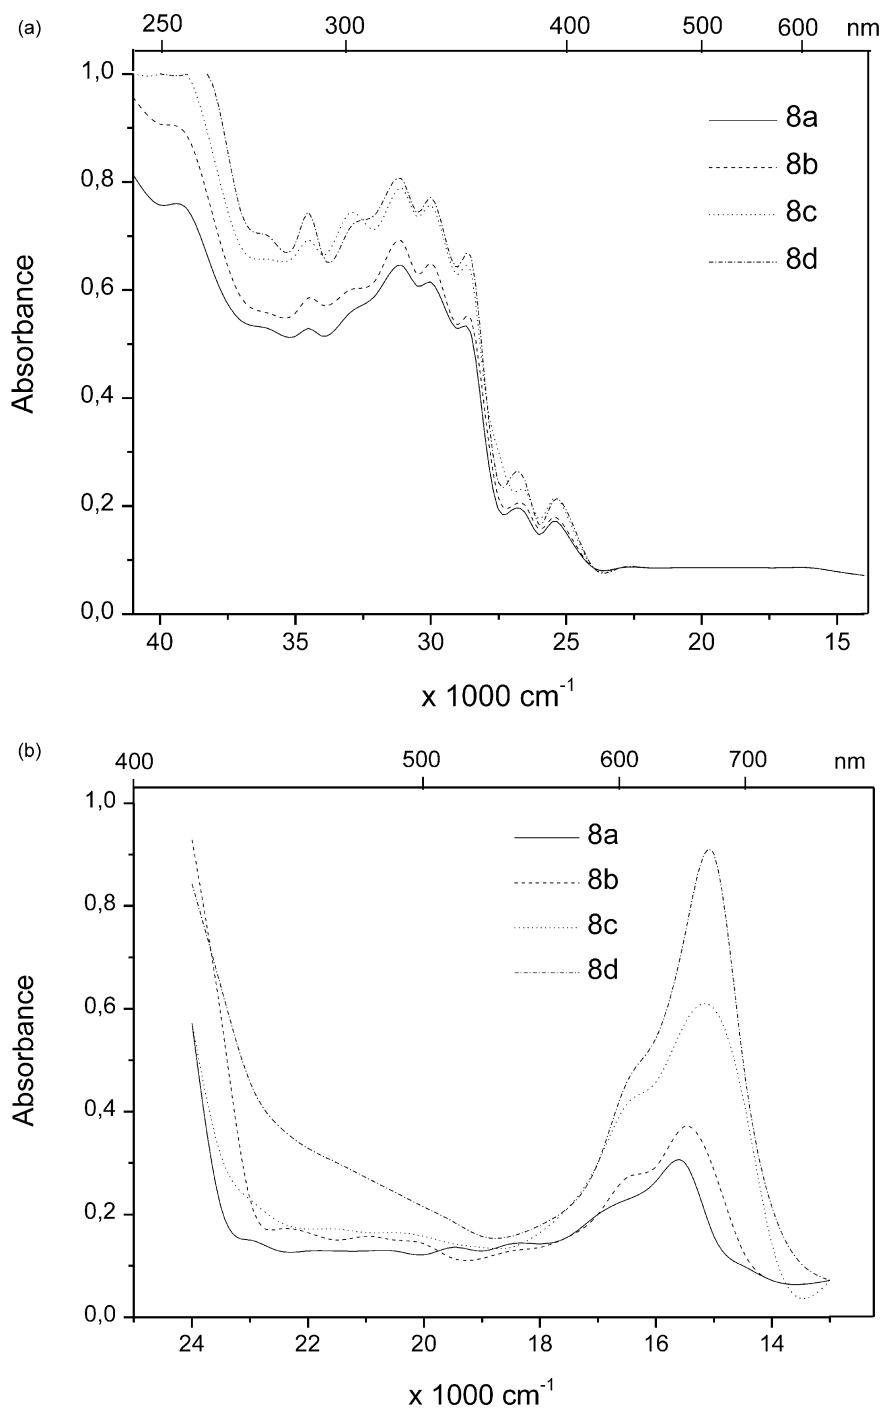 (a)
250 300 400 500 600 nm
1,0
0,8
0,6
0,4
0,2
0,0
Absorbance
8a
8b
8c
8d
40 35 30 25 20 15
x 1000 cm-1
(b)
400 500 600 700 nm
1,0
0,8
0,6
0,4
0,2
0,0
Absorbance
8a
8b
8c
8d
24 22 20 18 16 14
x 1000 cm-1